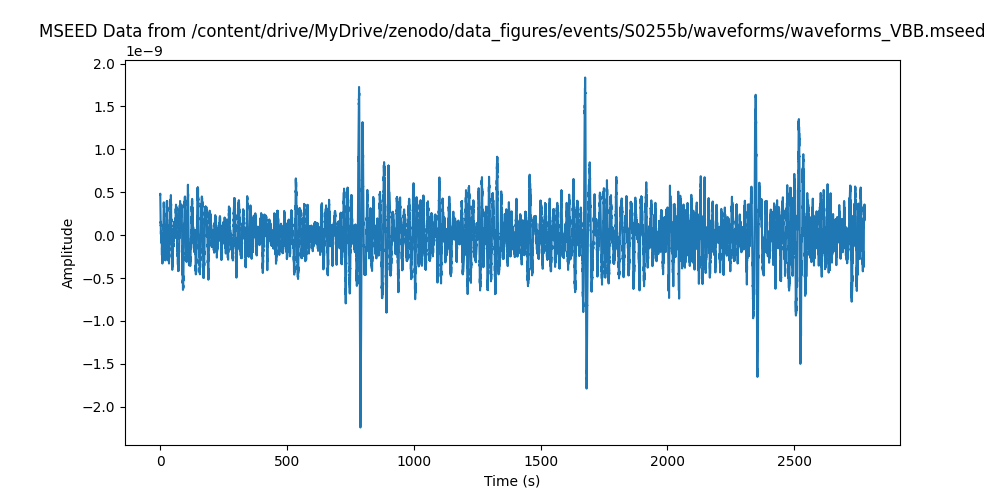 MSEED Data from /content/drive/MyDrive/zenodo/data_figures/events/S0255b/waveforms/waveforms_VBB.mseed
1e−9
2.0
1.5
1.0
0.5
0.0
−0.5
−1.0
−1.5
−2.0
Amplitude
0 500 1000 1500 2000 2500
Time (s)